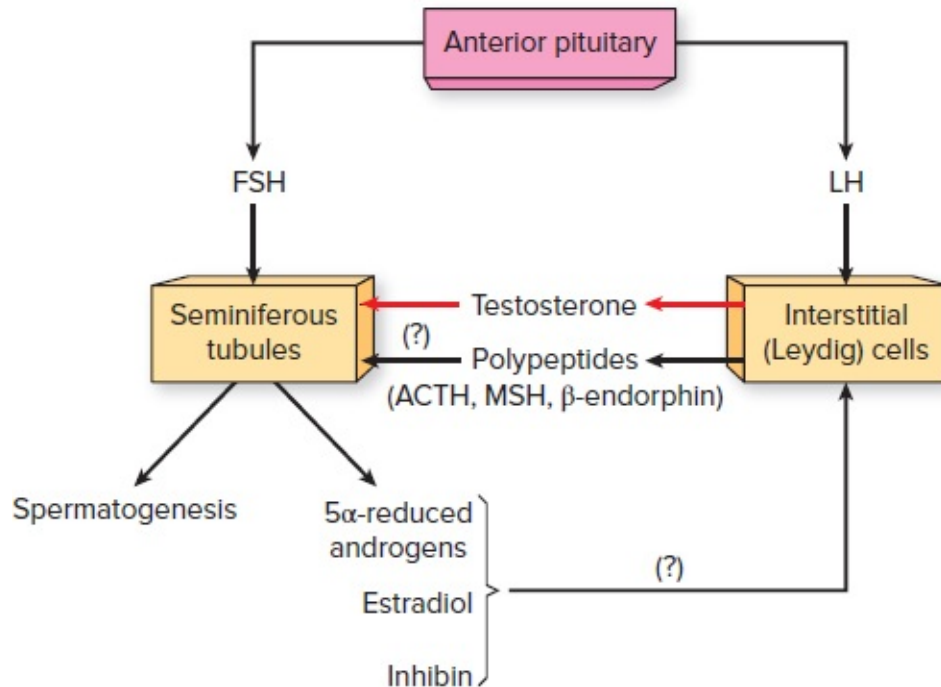 Anterior pituitary
FSH
LH
Seminiferous
tubules
Testosterone
(?)
Polypeptides
(ACTH, MSH, β-endorphin)
Interstitial
(Leydig) cells
Spermatogenesis
5α-reduced
androgens
Estradiol
Inhibin
(?)